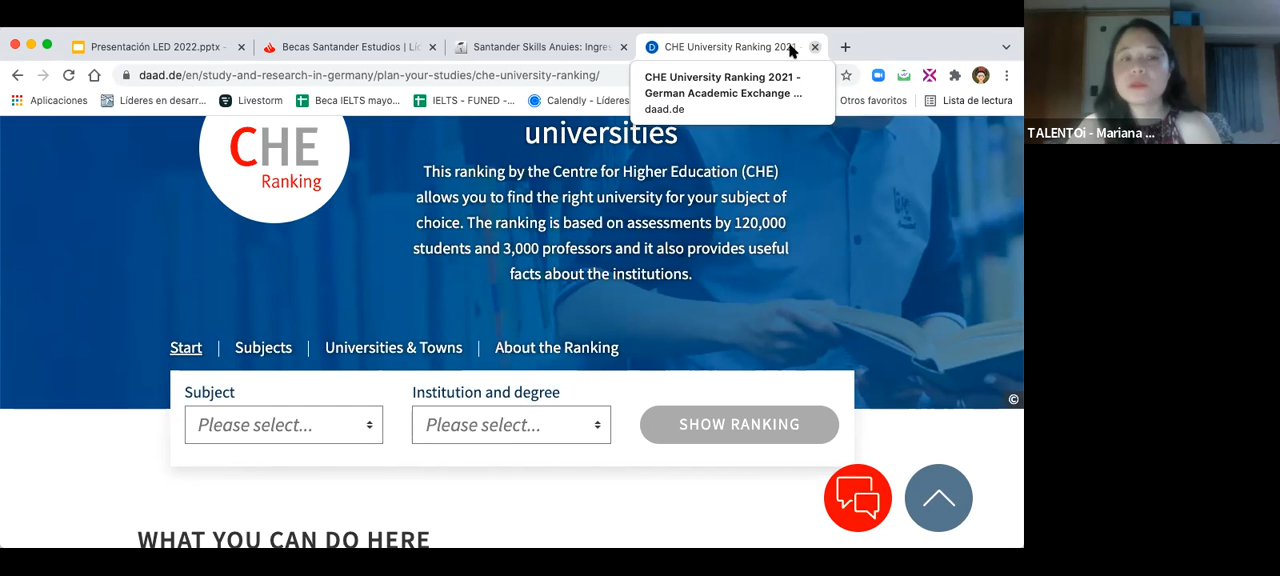 Presentación LED 2022.pptx -
Becas Santander Estudios | Líc
Santander Skills Anuies: Ingres
CHE University Ranking 2021 -
daad.de/en/study-and-research-in-germany/plan-your-studies/che-university-ranking/
CHE University Ranking 2021 -
German Academic Exchange ...
daad.de
Aplicaciones
Líderes en desarr...
Livestorm
Beca IELTS mayo...
IELTS - FUNED -...
Calendly - Líderes
Otros favoritos
Lista de lectura
TALENTOi - Mariana ...
CHE
Ranking
universities
This ranking by the Centre for Higher Education (CHE)
allows you to find the right university for your subject of
choice. The ranking is based on assessments by 120,000
students and 3,000 professors and it also provides useful
facts about the institutions.
Start | Subjects | Universities & Towns | About the Ranking
©
Subject
Institution and degree
Please select...
Please select...
SHOW RANKING
WHAT YOU CAN DO HERE